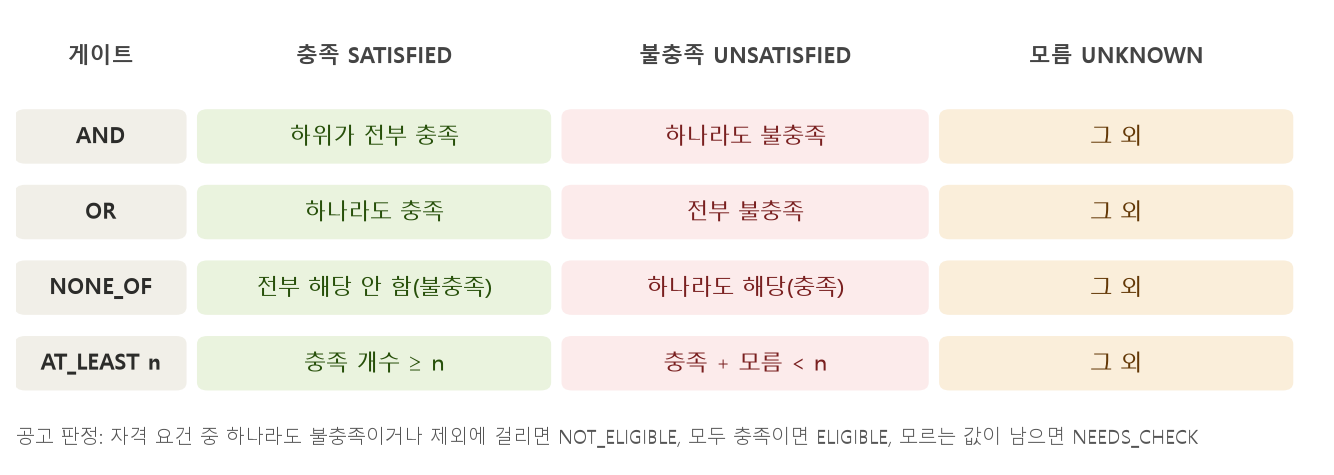 게이트 충족 SATISFIED 불충족 UNSATISFIED 모름 UNKNOWN
AND 하위가 전부 충족 하나라도 불충족 그 외
OR 하나라도 충족 전부 불충족 그 외
NONE_OF 전부 해당 안 함(불충족) 하나라도 해당(충족) 그 외
AT_LEAST n 충족 개수 ≥ n 충족 + 모름 < n 그 외
공고 판정: 자격 요건 중 하나라도 불충족이거나 제외에 걸리면 NOT_ELIGIBLE, 모두 충족이면 ELIGIBLE, 모르는 값이 남으면 NEEDS_CHECK